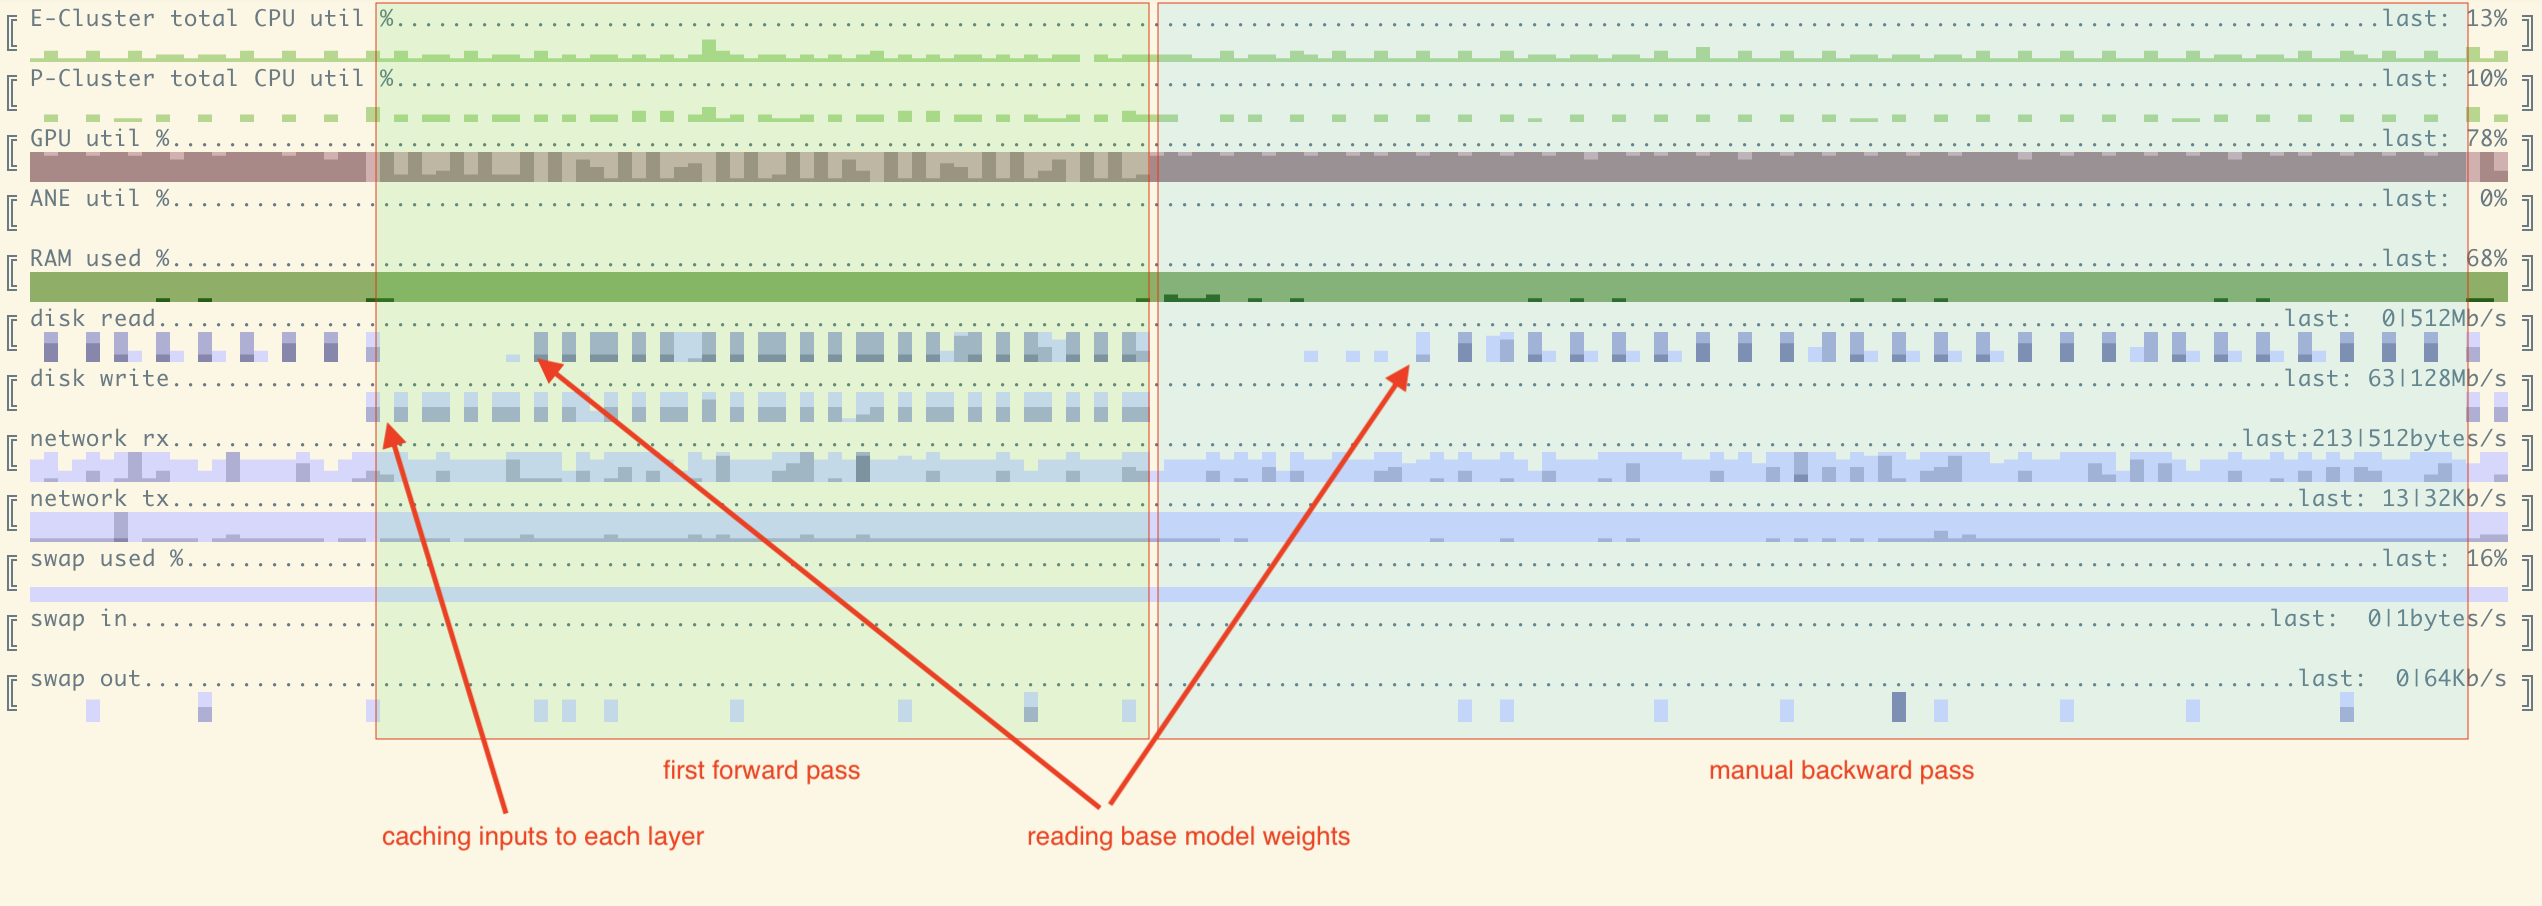 E-Cluster total CPU util %..............................last: 13%
P-Cluster total CPU util %..............................last: 10%
GPU util %..............................last: 78%
ANE util %..............................last:  0%
RAM used %..............................last: 68%
disk read..............................last:  0|512Mb/s
disk write..............................last: 63|128Mb/s
network rx..............................last:213|512bytes/s
network tx..............................last: 13|32Kb/s
swap used %..............................last: 16%
swap in..............................last:  0|1bytes/s
swap out..............................last:  0|64Kb/s
first forward pass
manual backward pass
caching inputs to each layer
reading base model weights